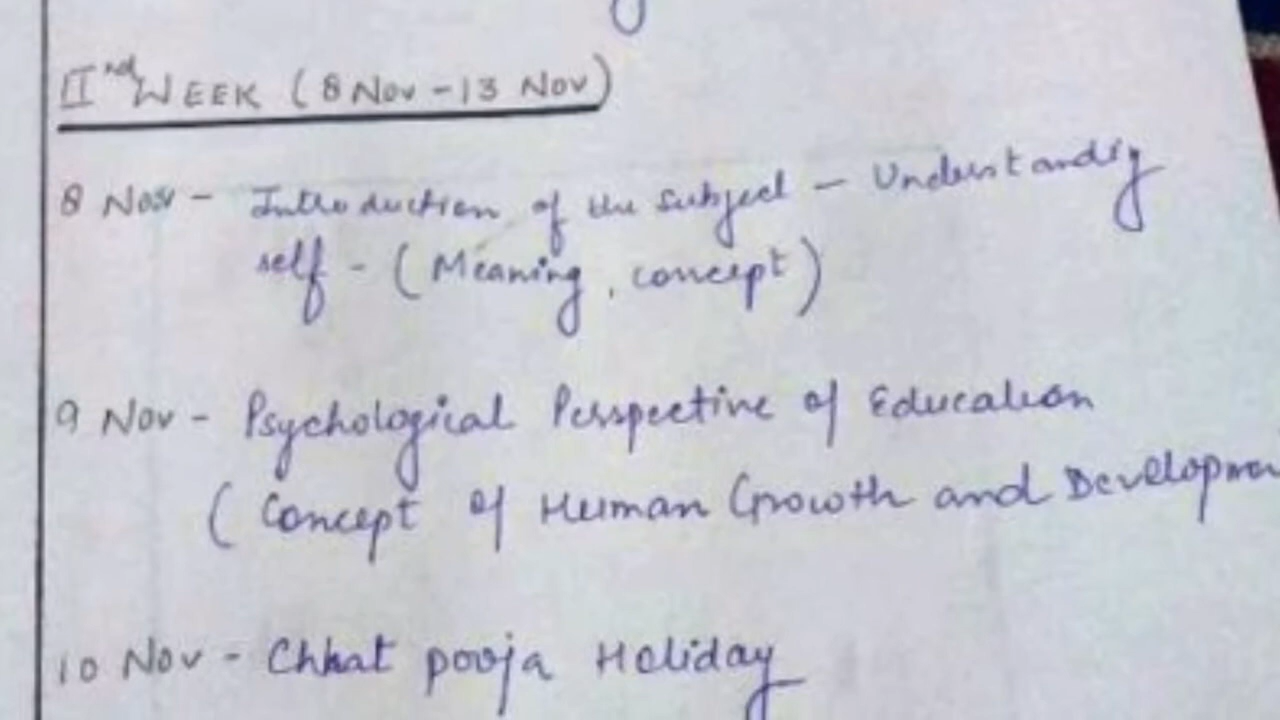 IInd WEEK (8 Nov - 13 Nov)
8 Nov - Introduction of the subject - Understanding
self - (Meaning, concept)
9 Nov - Psychological Perspective of Education
(Concept of Human Growth and Developmen
10 Nov - Chhat pooja Holiday